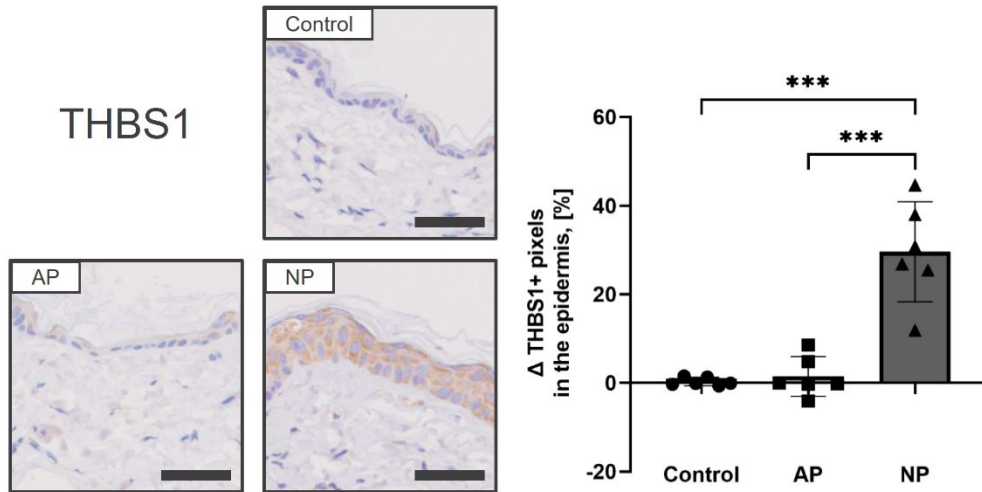 THBS1
Control
AP
NP
Δ THBS1+ pixels
in the epidermis, [%]
60
40
20
0
-20
***
***
Control
AP
NP